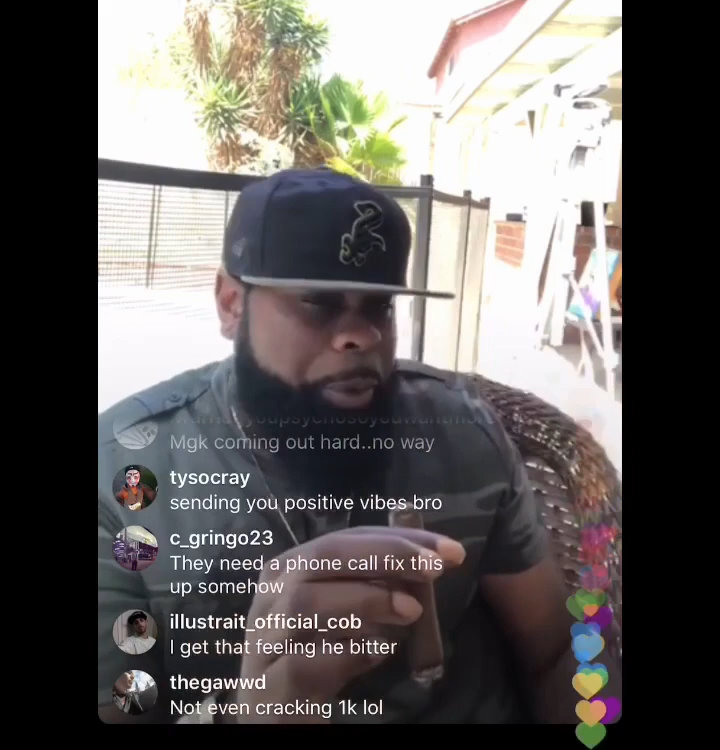 Mgk coming out hard..no way
tysocray
sending you positive vibes bro
c_gringo23
They need a phone call fix this
up somehow
illustrait_official_cob
I get that feeling he bitter
thegawwd
Not even cracking 1k lol